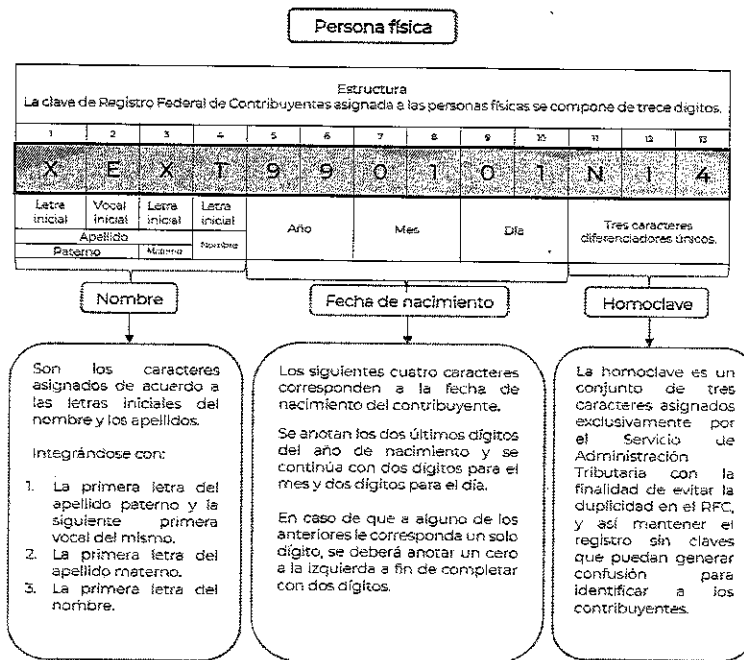 Persona física
Estructura
La clave de Registro Federal de Contribuyentes asignada a las personas físicas se compone de trece dígitos.
1 2 3 4 5 6 7 8 9 10 11 12 13
X E X T 9 9 0 1 0 1 N I 4
Letra inicial
Vocal inicial
Letra inicial
Letra inicial
Apellido
Paterno
Materno
Nombre
Año
Mes
Día
Tres caracteres
diferenciadores únicos.
Nombre
Fecha de nacimiento
Homoclave
Son los caracteres
asignados de acuerdo a
las letras iniciales del
nombre y los apellidos.
Integrándose con:
1. La primera letra del
apellido paterno y la
siguiente primera
vocal del mismo.
2. La primera letra del
apellido materno.
3. La primera letra del
nombre.
Los siguientes cuatro caracteres
corresponden a la fecha de
nacimiento del contribuyente.
Se anotan los dos últimos dígitos
del año de nacimiento y se
continúa con dos dígitos para el
mes y dos dígitos para el día.
En caso de que a alguno de los
anteriores le corresponda un solo
dígito, se deberá anotar un cero
a la izquierda a fin de completar
con dos dígitos.
La homoclave es un
conjunto de tres
caracteres asignados
exclusivamente por
el Servicio de
Administración
Tributaria con la
finalidad de evitar la
duplicidad en el RFC,
y así mantener el
registro sin claves
que puedan generar
confusión para
identificar a los
contribuyentes.